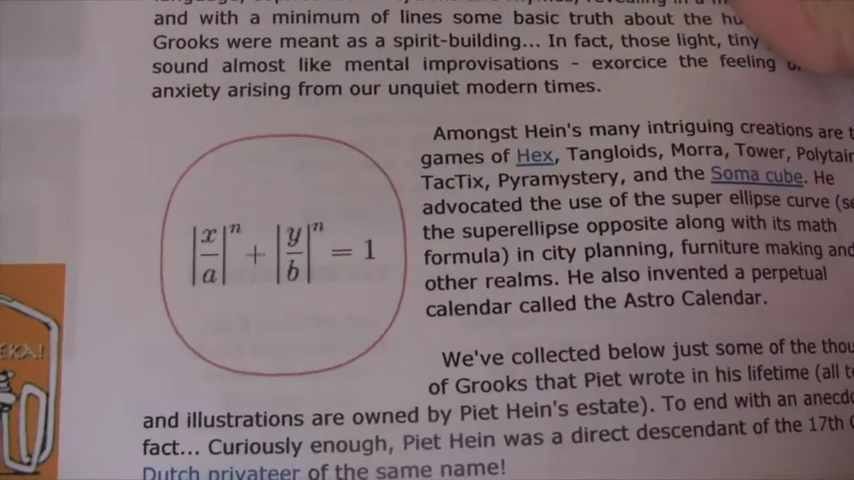 and with a minimum of lines some basic truth about the
Grooks were meant as a spirit-building... In fact, those light, tiny
sound almost like mental improvisations - exorcice the feeling
anxiety arising from our unquiet modern times.
|x/a|ⁿ + |y/b|ⁿ = 1
Amongst Hein's many intriguing creations are
games of Hex, Tangloids, Morra, Tower,
TacTix, Pyramystery, and the Soma cube. He
advocated the use of the super ellipse curve
the superellipse opposite along with its math
formula) in city planning, furniture making and
other realms. He also invented a perpetual
calendar called the Astro Calendar.
We've collected below just some of the
of Grooks that Piet wrote in his lifetime (all
and illustrations are owned by Piet Hein's estate). To end with an
fact... Curiously enough, Piet Hein was a direct descendant of the 17th
Dutch privateer of the same name!